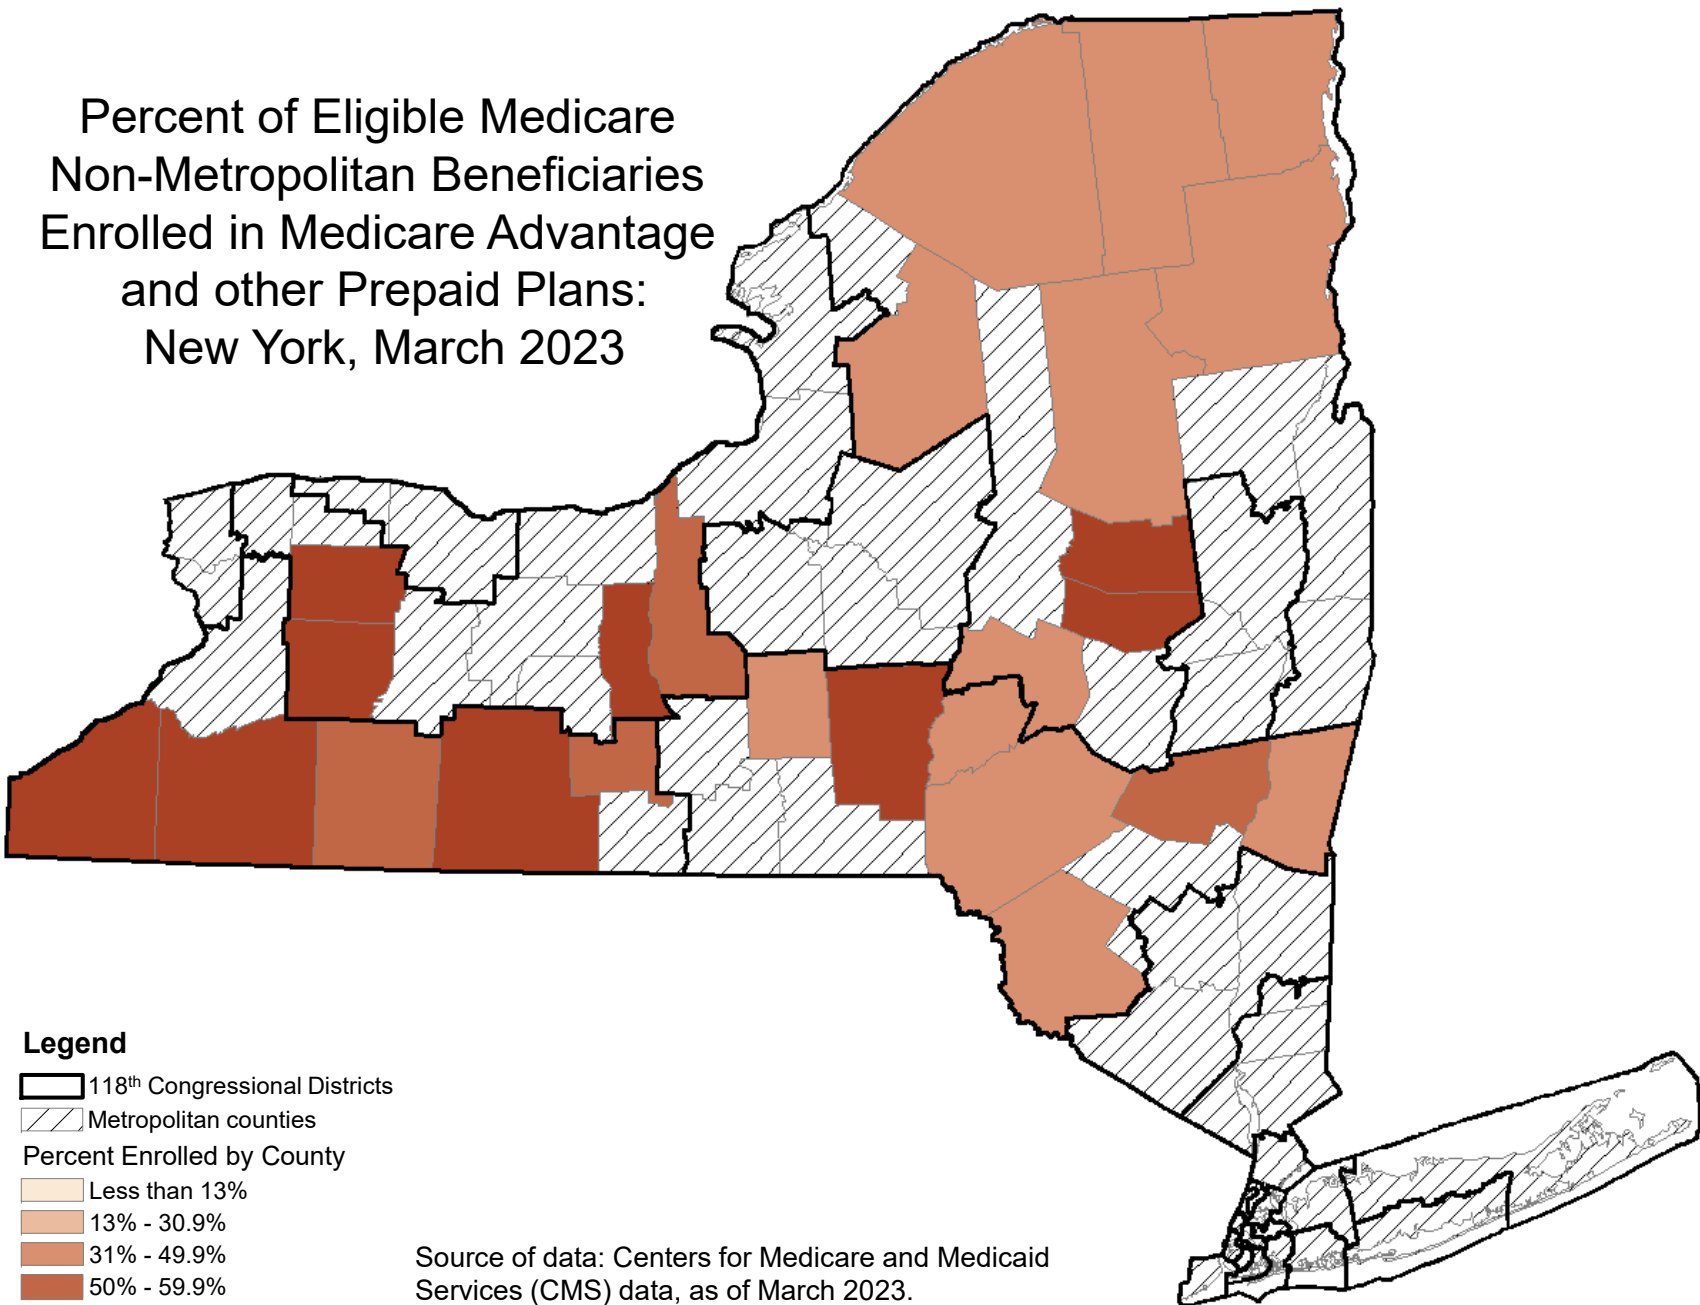 Percent of Eligible Medicare
Non-Metropolitan Beneficiaries
Enrolled in Medicare Advantage
and other Prepaid Plans:
New York, March 2023
Legend
118th Congressional Districts
Metropolitan counties
Percent Enrolled by County
Less than 13%
13% - 30.9%
31% - 49.9%
50% - 59.9%
Source of data: Centers for Medicare and Medicaid
Services (CMS) data, as of March 2023.